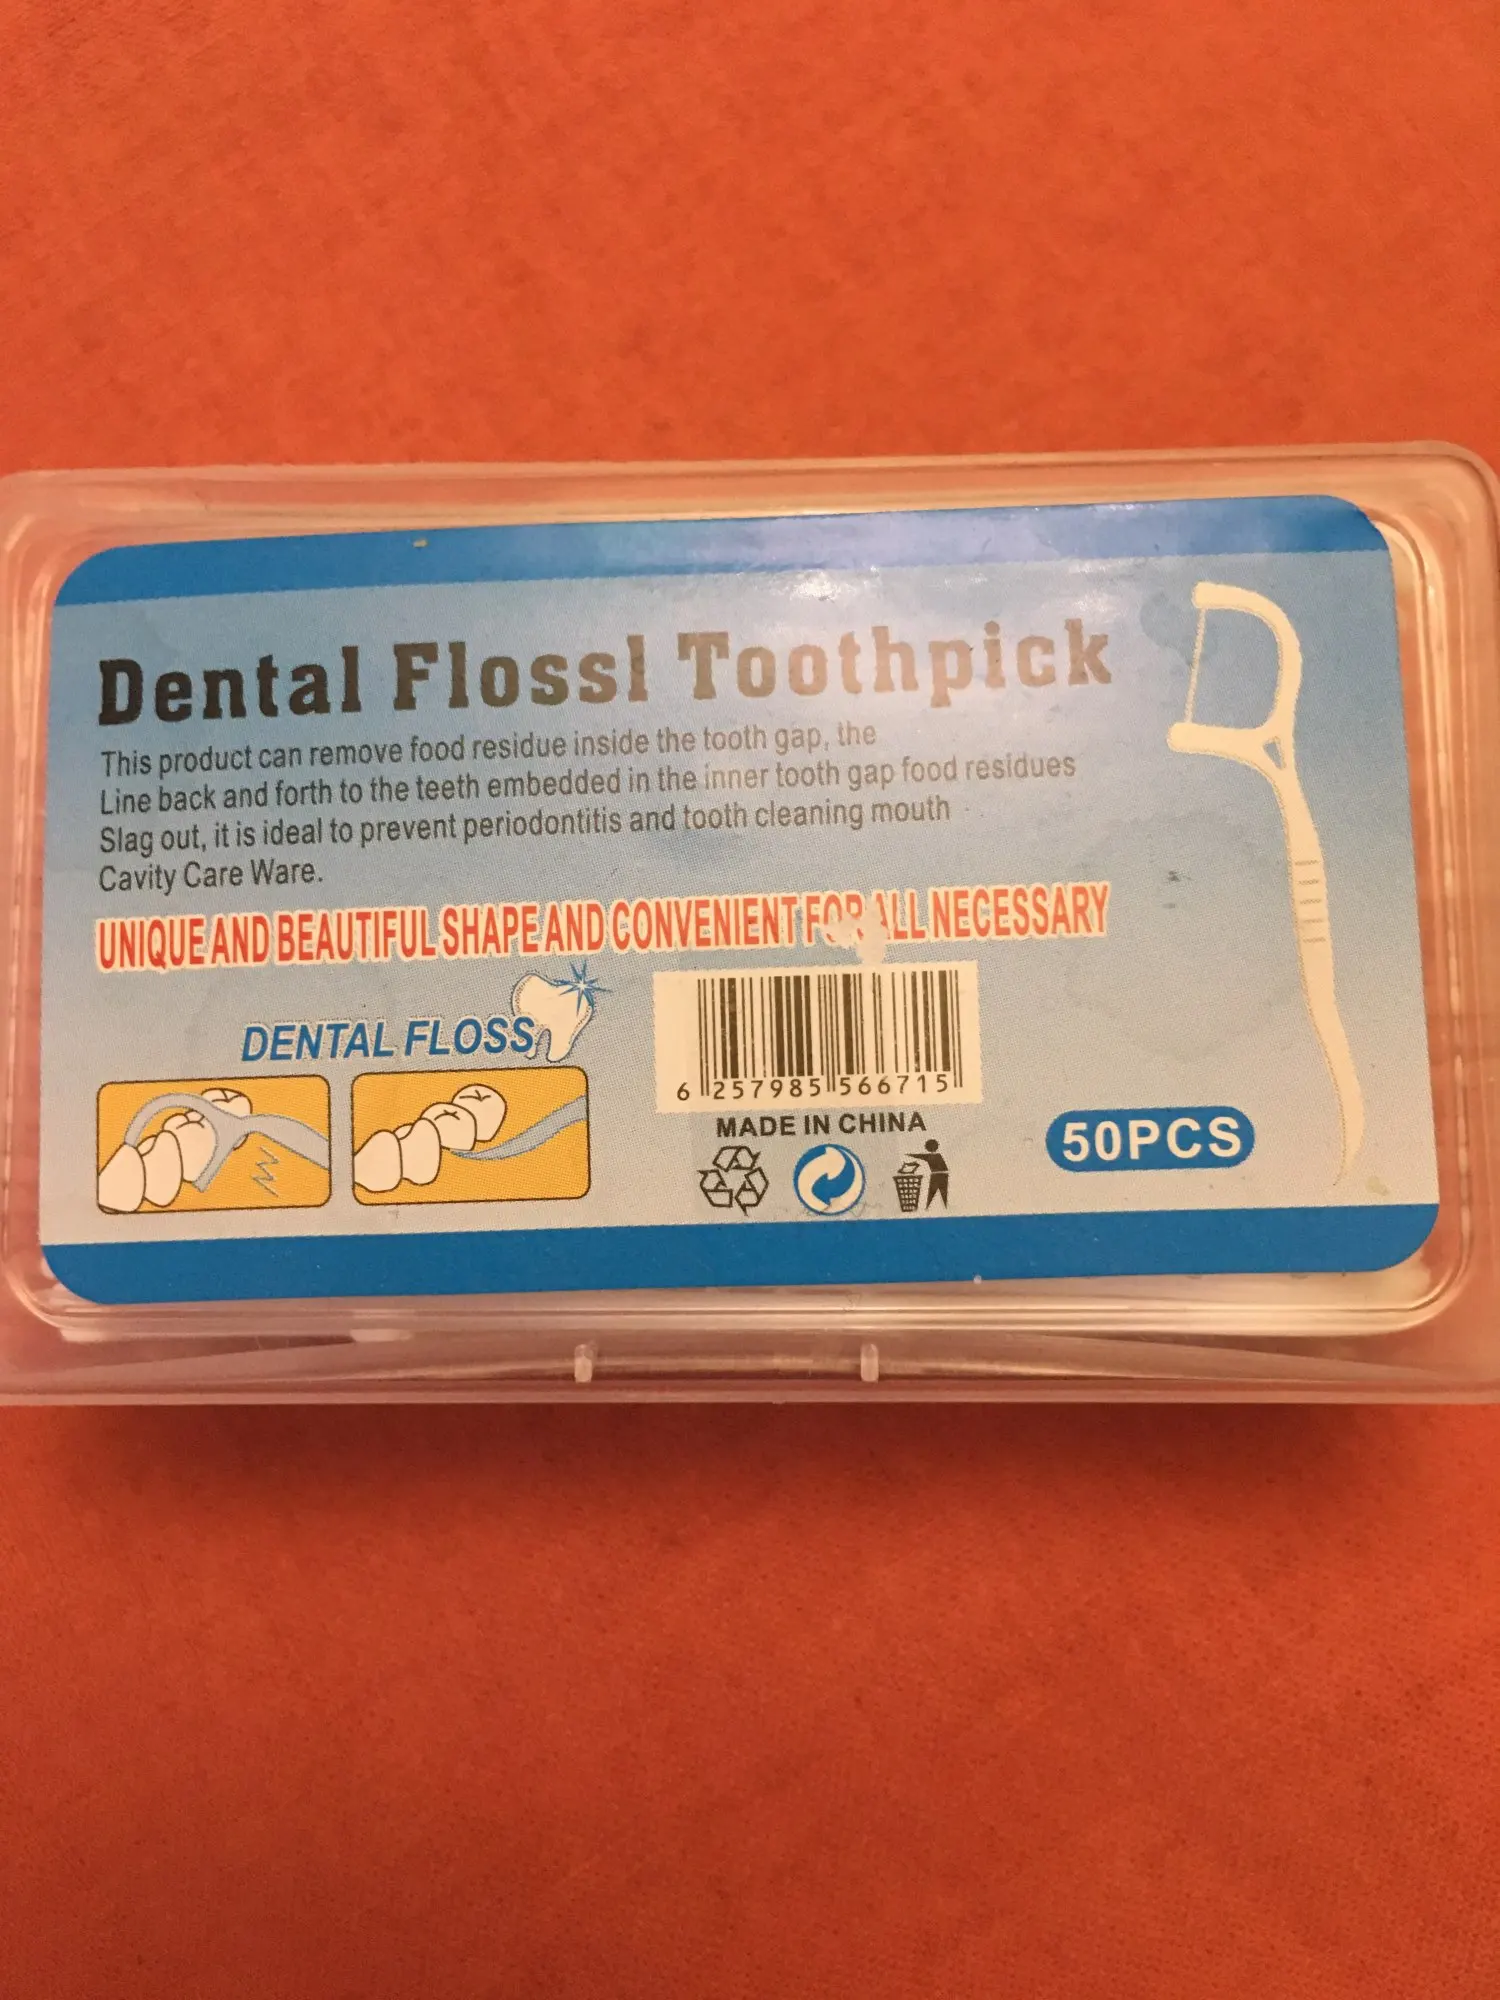 Dental Flossl Toothpick
This product can remove food residue inside the tooth gap, the
Line back and forth to the teeth embedded in the inner tooth gap food residues
Slag out, it is ideal to prevent periodontitis and tooth cleaning mouth
Cavity Care Ware.
UNIQUE AND BEAUTIFUL SHAPE AND CONVENIENT FOR ALL NECESSARY
DENTAL FLOSS
6 257985 566715
MADE IN CHINA
50PCS